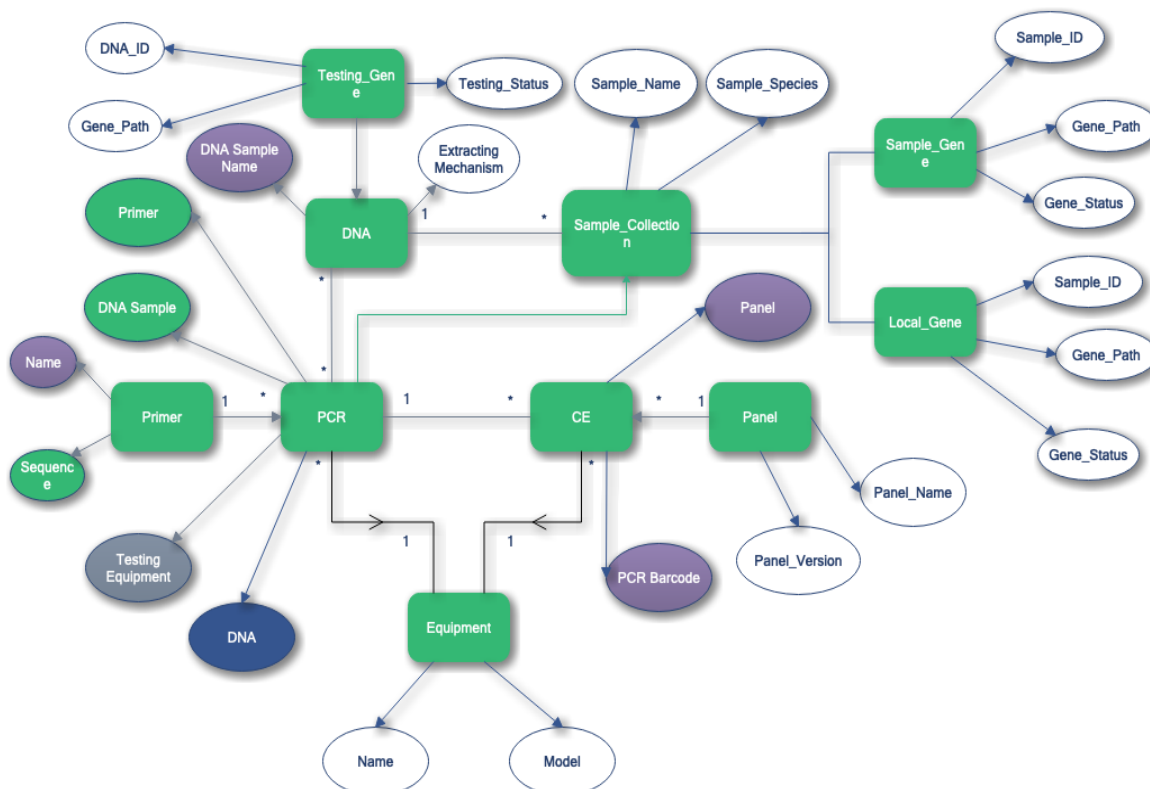 Sample_ID
DNA_ID
Testing_Gen
e
Testing_Status
Sample_Name
Sample_Species
Gene_Path
Gene_Path
Sample_Gen
e
DNA Sample
Name
Extracting
Mechanism
Gene_Status
Primer
1
*
DNA
Sample_Collectio
n
*
Sample_ID
DNA Sample
Panel
Local_Gene
Gene_Path
Name
*
Primer
1
*
PCR
1
*
CE
*
1
Panel
Gene_Status
Sequenc
e
*
*
Panel_Name
1
1
Testing
Equipment
Panel_Version
PCR Barcode
DNA
Equipment
Name
Model